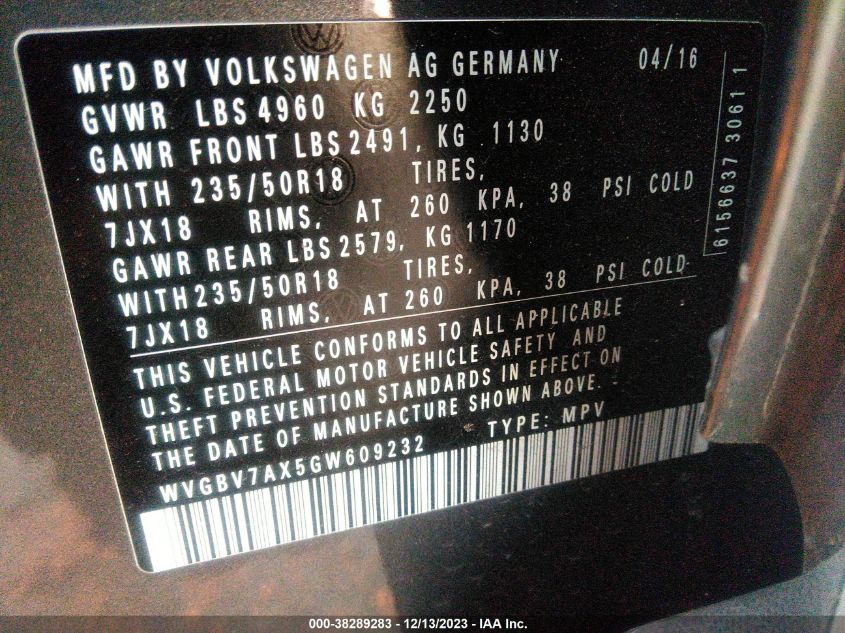 MFD BY VOLKSWAGEN AG GERMANY 04/16
GVWR LBS 4960 KG 2250
GAWR FRONT LBS 2491, KG 1130
WITH 235/50R18 TIRES,
7JX18 RIMS, AT 260 KPA, 38 PSI COLD
GAWR REAR LBS 2579, KG 1170
WITH 235/50R18 TIRES,
7JX18 RIMS, AT 260 KPA, 38 PSI COLD
THIS VEHICLE CONFORMS TO ALL APPLICABLE
U.S. FEDERAL MOTOR VEHICLE SAFETY AND
THEFT PREVENTION STANDARDS IN EFFECT ON
THE DATE OF MANUFACTURE SHOWN ABOVE.
WVGBV7AX5GW609232 TYPE: MPV
6156637 3061 1
000-38289283 - 12/13/2023 - IAA Inc.